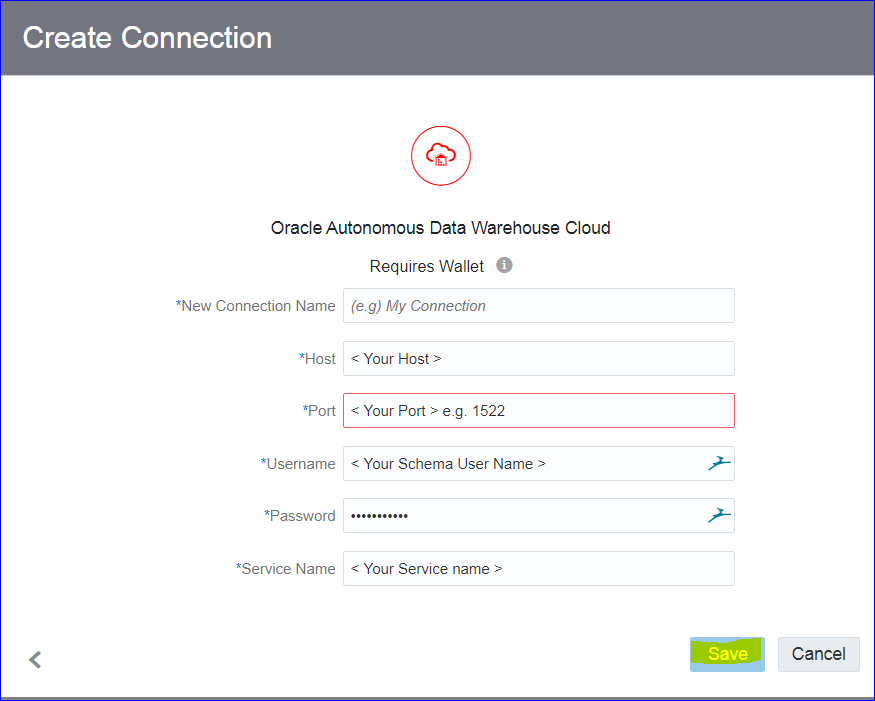 Create Connection
Oracle Autonomous Data Warehouse Cloud
Requires Wallet i
*New Connection Name (e.g) My Connection
*Host < Your Host >
*Port < Your Port > e.g. 1522
*Username < Your Schema User Name >
*Password •••••••••••
*Service Name < Your Service name >
Save Cancel